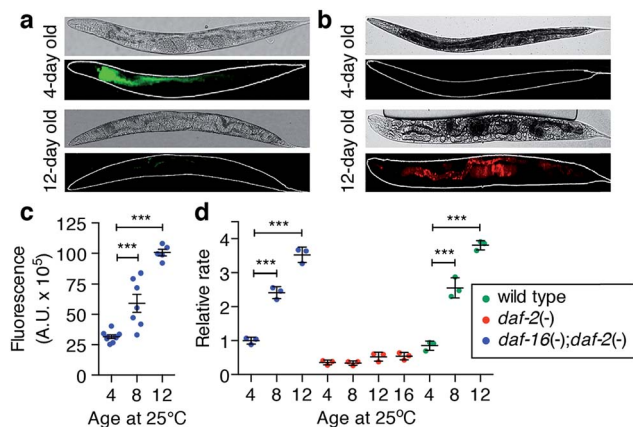 a
b
4-day old
4-day old
12-day old
12-day old
c
d
Fluorescence
(A.U. x 10⁵)
125
100
75
50
25
0
***
***
4 8 12
Age at 25°C
Relative rate
4
3
2
1
0
***
***
***
***
4 8 12 4 8 12 16 4 8 12
Age at 25°C
wild type
daf-2(-)
daf-16(-);daf-2(-)